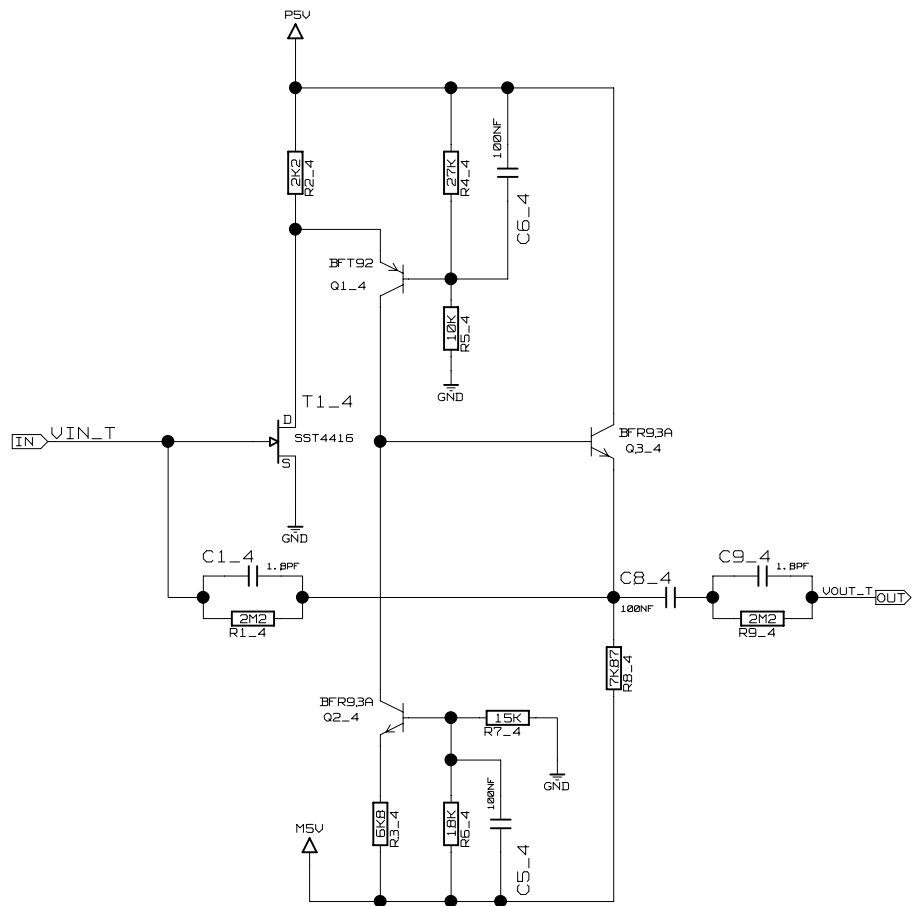 P5V
2K2
R2_4
27K
R4_4
100NF
C6_4
BFT92
Q1_4
10K
R5_4
GND
T1_4
D
SST4416
S
IN
VIN_T
GND
BFR93A
Q3_4
C1_4
1.8PF
2M2
R1_4
C8_4
100NF
C9_4
1.8PF
2M2
R9_4
VOUT_T
OUT
7K87
R8_4
BFR93A
Q2_4
15K
R7_4
GND
6K8
R3_4
18K
R6_4
100NF
C5_4
M5V